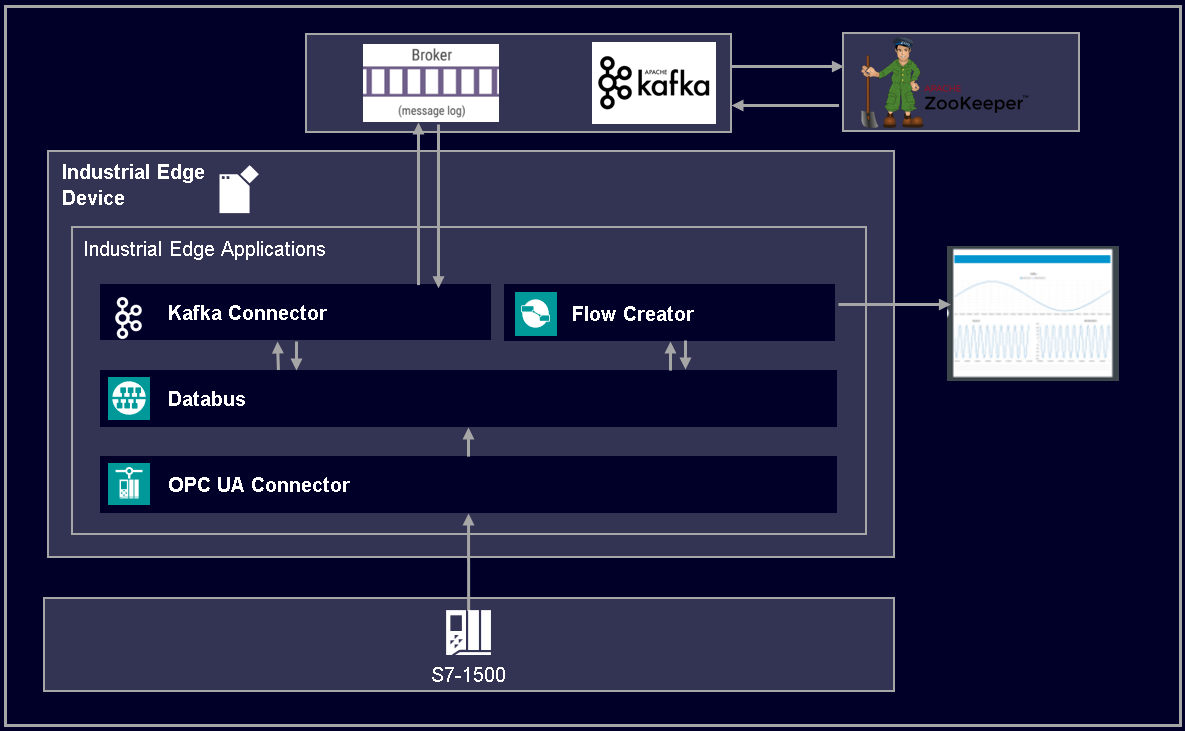 Broker
(message log)
APACHE
kafka
APACHE
ZooKeeper™
Industrial Edge
Device
Industrial Edge Applications
Kafka Connector
Flow Creator
Databus
OPC UA Connector
S7-1500